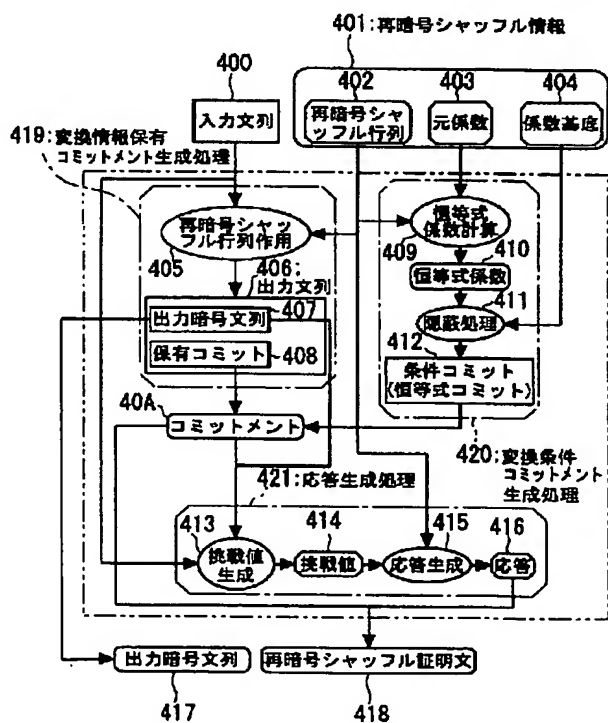 401:再暗号シャッフル情報
400
402
403
404
入力文列
再暗号シャ
ッフル行列
元係数
係数基底
419:変換情報保有
コミットメント生成処理
再暗号シャッ
フル行列作用
405
恒等式
係数計算
409
410
恒等式係数
406:
出力文列
411
隠蔽処理
出力暗号文列
407
保有コミット
408
412
条件コミット
(恒等式コミット)
40A
コミットメント
420:変換条件
コミットメント
生成処理
421:応答生成処理
413
挑戦値
生成
414
挑戦値
415
応答生成
416
応答
出力暗号文列
417
再暗号シャッフル証明文
418